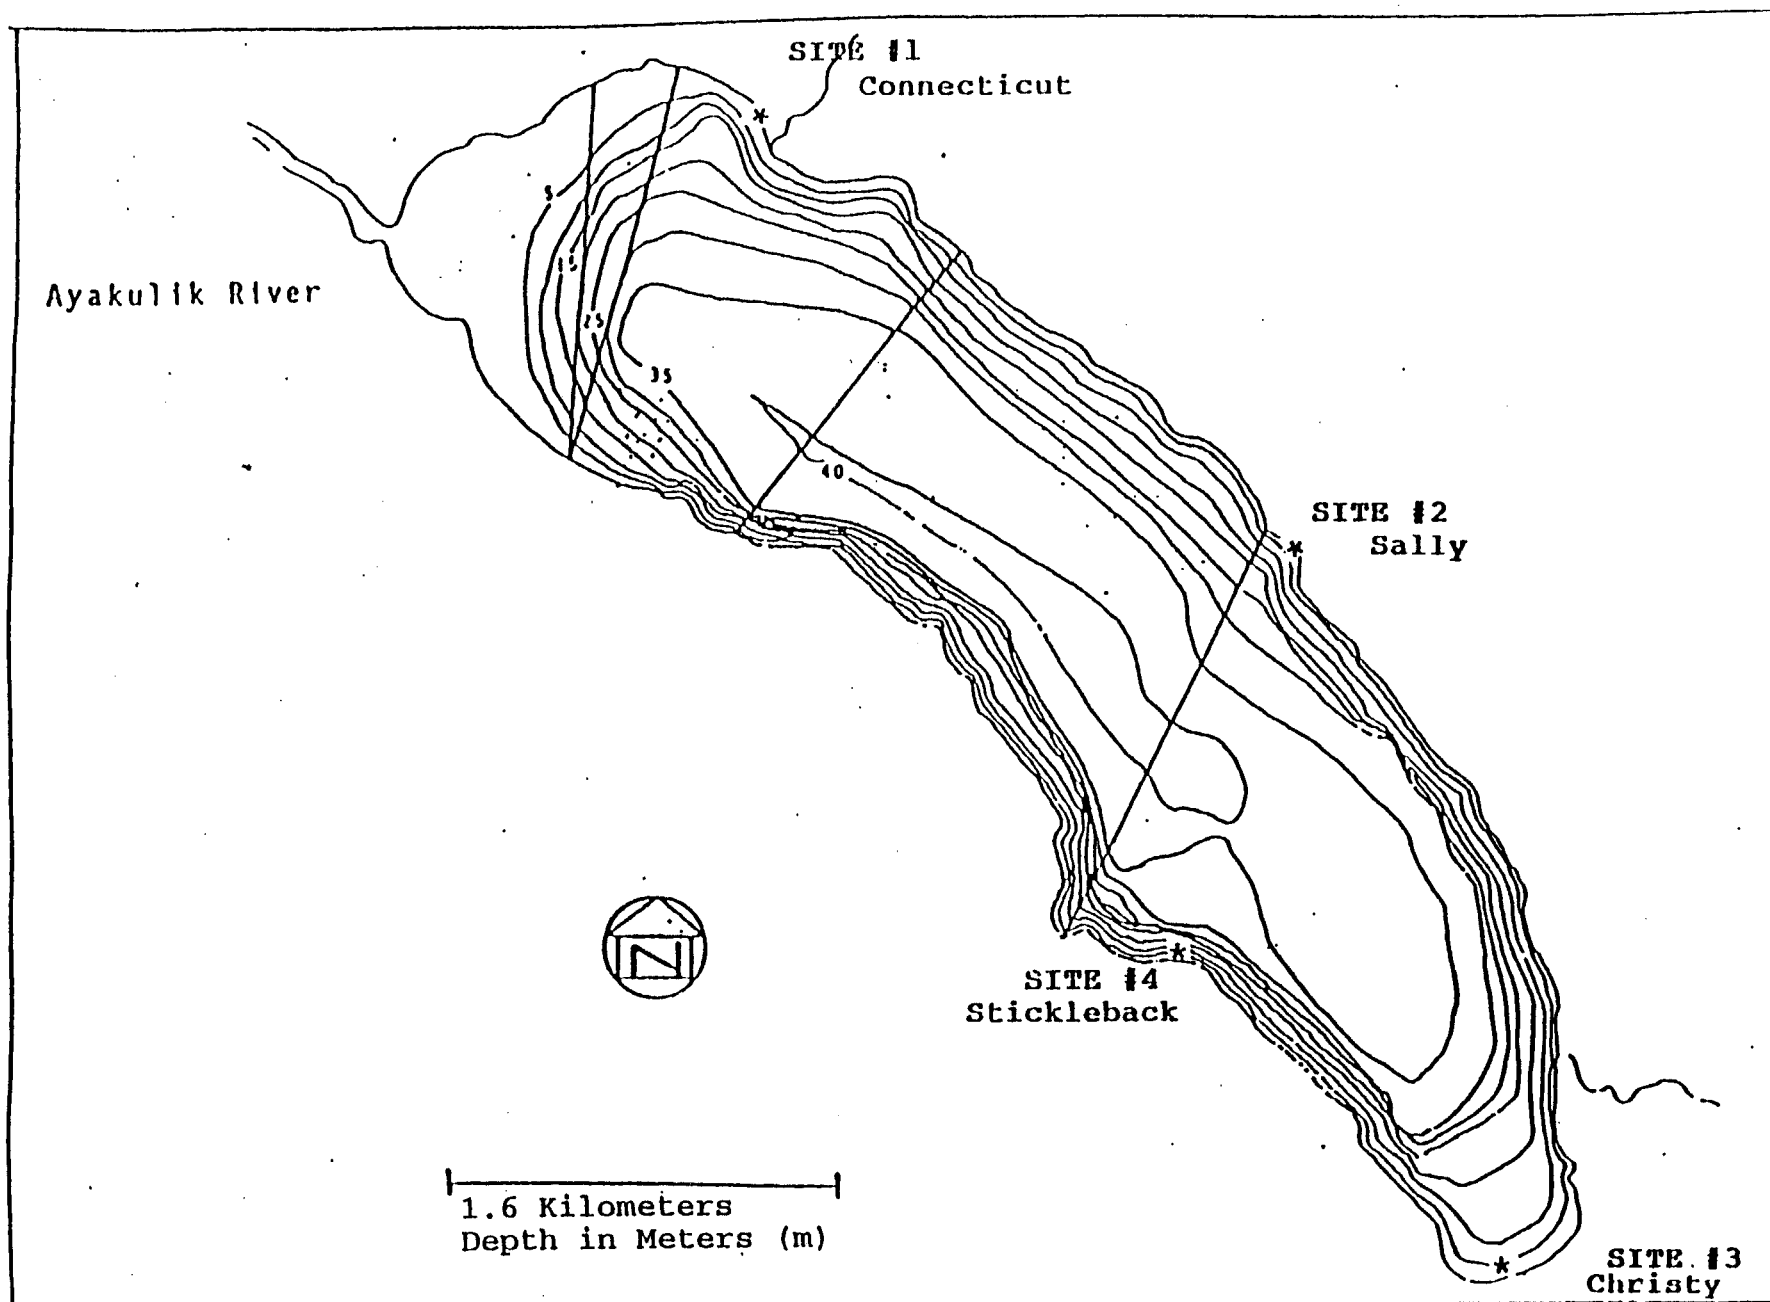 SITE #1
Connecticut
5
15
Ayakulik River
25
35
40
SITE #2
Sally
N
SITE #4
Stickleback
1.6 Kilometers
Depth in Meters (m)
SITE #3
Christy